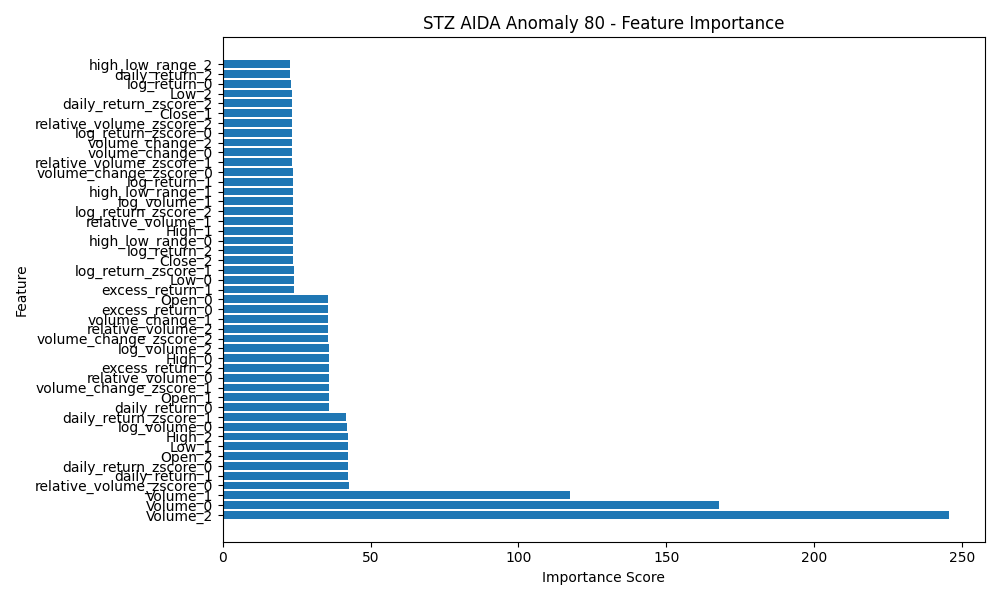 STZ AIDA Anomaly 80 - Feature Importance
high_low_range_2
daily_return_2
log_return_0
Low_2
daily_return_zscore_2
Close_1
relative_volume_zscore_2
log_return_zscore_0
volume_change_2
volume_change_0
relative_volume_zscore_1
volume_change_zscore_0
log_return_1
high_low_range_1
log_volume_1
log_return_zscore_2
relative_volume_1
High_1
high_low_range_0
log_return_2
Close_2
log_return_zscore_1
Low_0
excess_return_1
Open_0
excess_return_0
volume_change_1
relative_volume_2
volume_change_zscore_2
log_volume_2
High_0
excess_return_2
relative_volume_0
volume_change_zscore_1
Open_1
daily_return_0
daily_return_zscore_1
log_volume_0
High_2
Low_1
Open_2
daily_return_zscore_0
daily_return_1
relative_volume_zscore_0
Volume_1
Volume_0
Volume_2
Feature
0 50 100 150 200 250
Importance Score